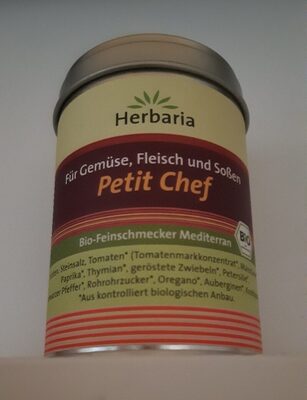 Herbaria
Für Gemüse, Fleisch und Soßen
Petit Chef
Bio-Feinschmecker Mediterran
BIO
Steinsalz, Tomaten* (Tomatenmarkkonzentrat*,
Paprika*, Thymian*, geröstete Zwiebeln*, Petersilie*,
Pfeffer*, Rohrohrzucker*, Oregano*, Auberginen*,
*Aus kontrolliert biologischem Anbau.